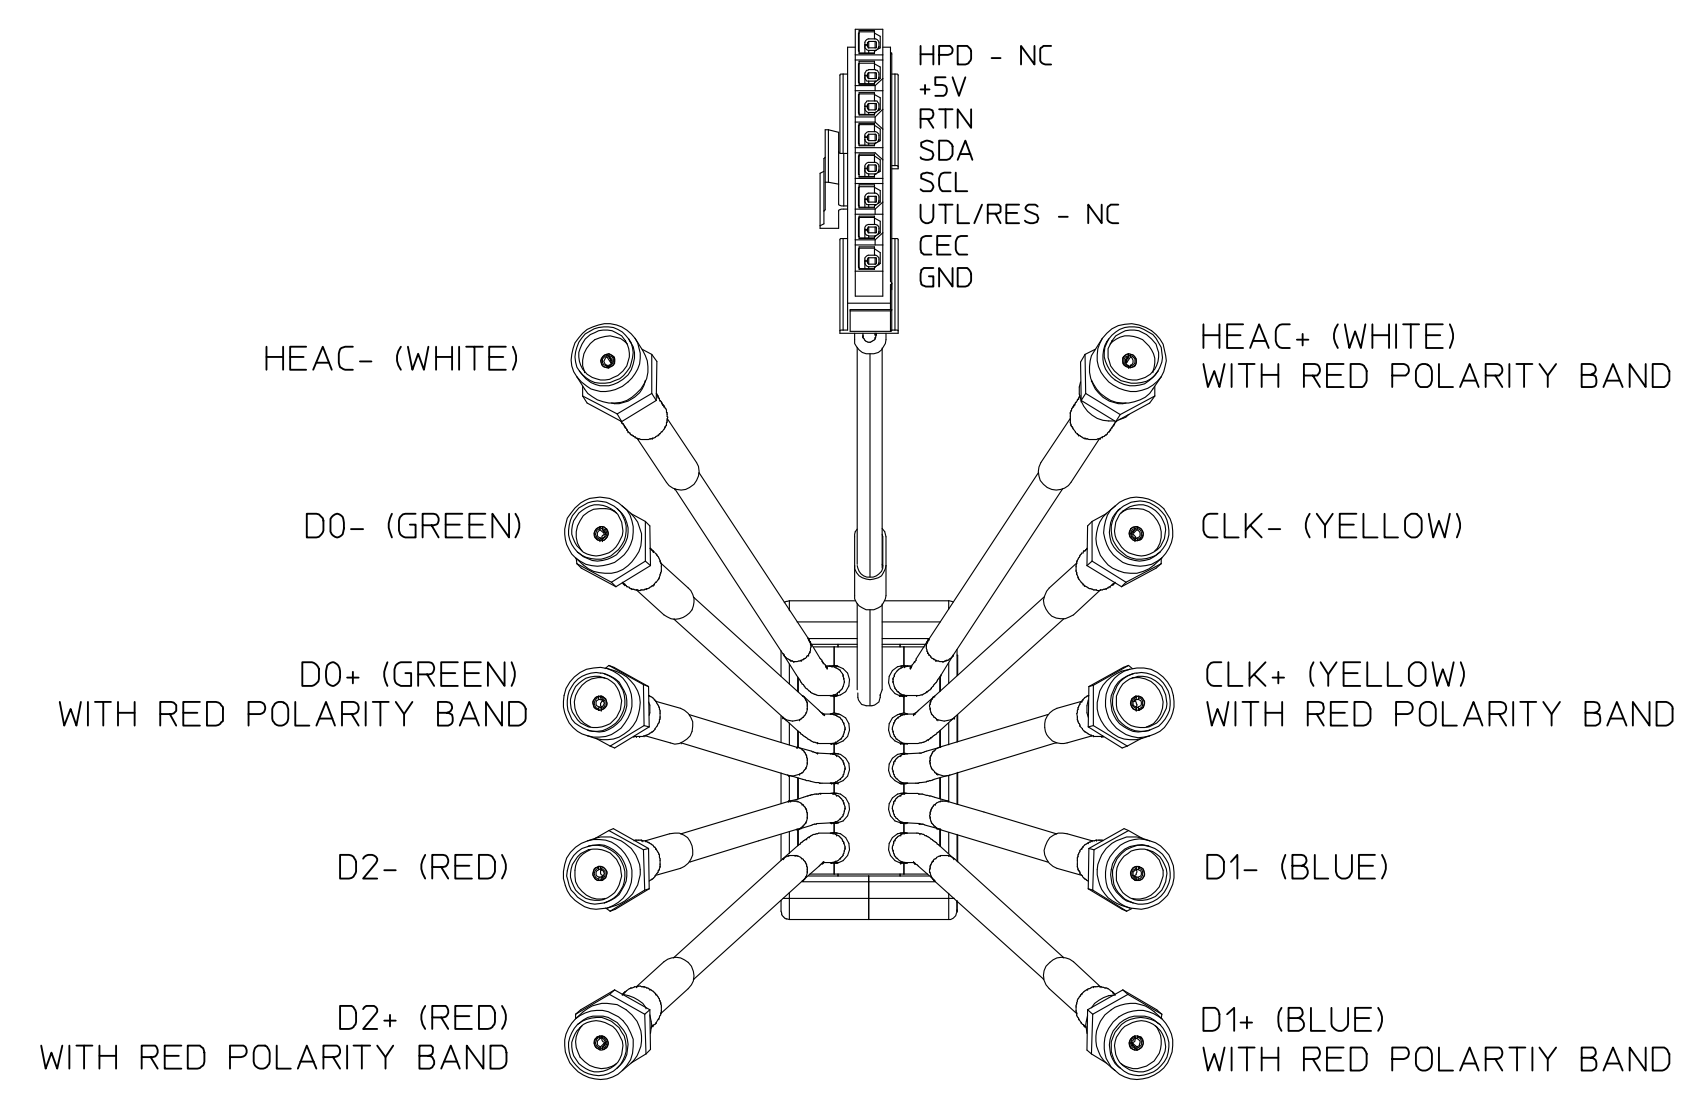 HPD - NC
+5V
RTN
SDA
SCL
UTL/RES - NC
CEC
GND
HEAC- (WHITE)
HEAC+ (WHITE)
WITH RED POLARITY BAND
D0- (GREEN)
CLK- (YELLOW)
D0+ (GREEN)
WITH RED POLARITY BAND
CLK+ (YELLOW)
WITH RED POLARITY BAND
D2- (RED)
D1- (BLUE)
D2+ (RED)
WITH RED POLARITY BAND
D1+ (BLUE)
WITH RED POLARTIY BAND